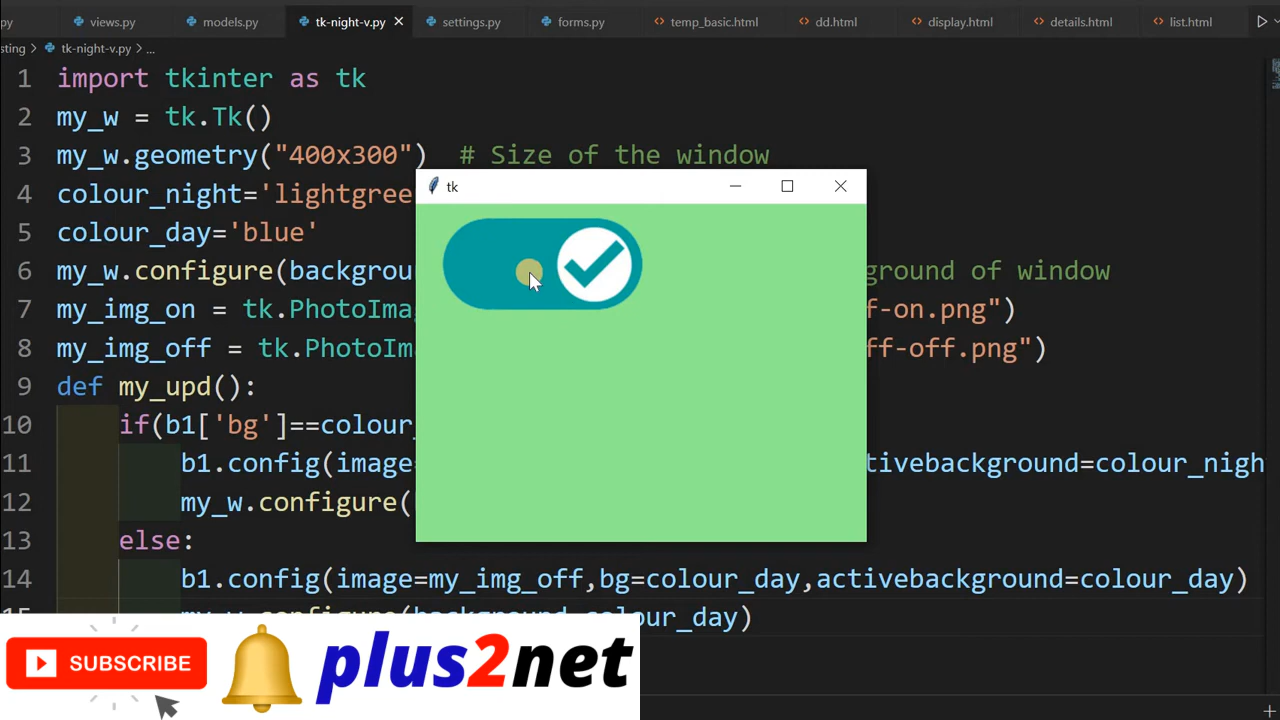 py views.py models.py tk-night-v.py settings.py forms.py temp_basic.html dd.html display.html details.html list.html
sting > tk-night-v.py > ...
1 import tkinter as tk
2 my_w = tk.Tk()
3 my_w.geometry("400x300") # Size of the window
4 colour_night='lightgree
5 colour_day='blue'
6 my_w.configure(backgrou ground of window
7 my_img_on = tk.PhotoIma f-on.png")
8 my_img_off = tk.PhotoIm ff-off.png")
9 def my_upd():
10 if(b1['bg']==colour_
11 b1.config(image= tivebackground=colour_nigh
12 my_w.configure(
13 else:
14 b1.config(image=my_img_off,bg=colour_day,activebackground=colour_day)
lour_day)
tk
SUBSCRIBE
plus2net